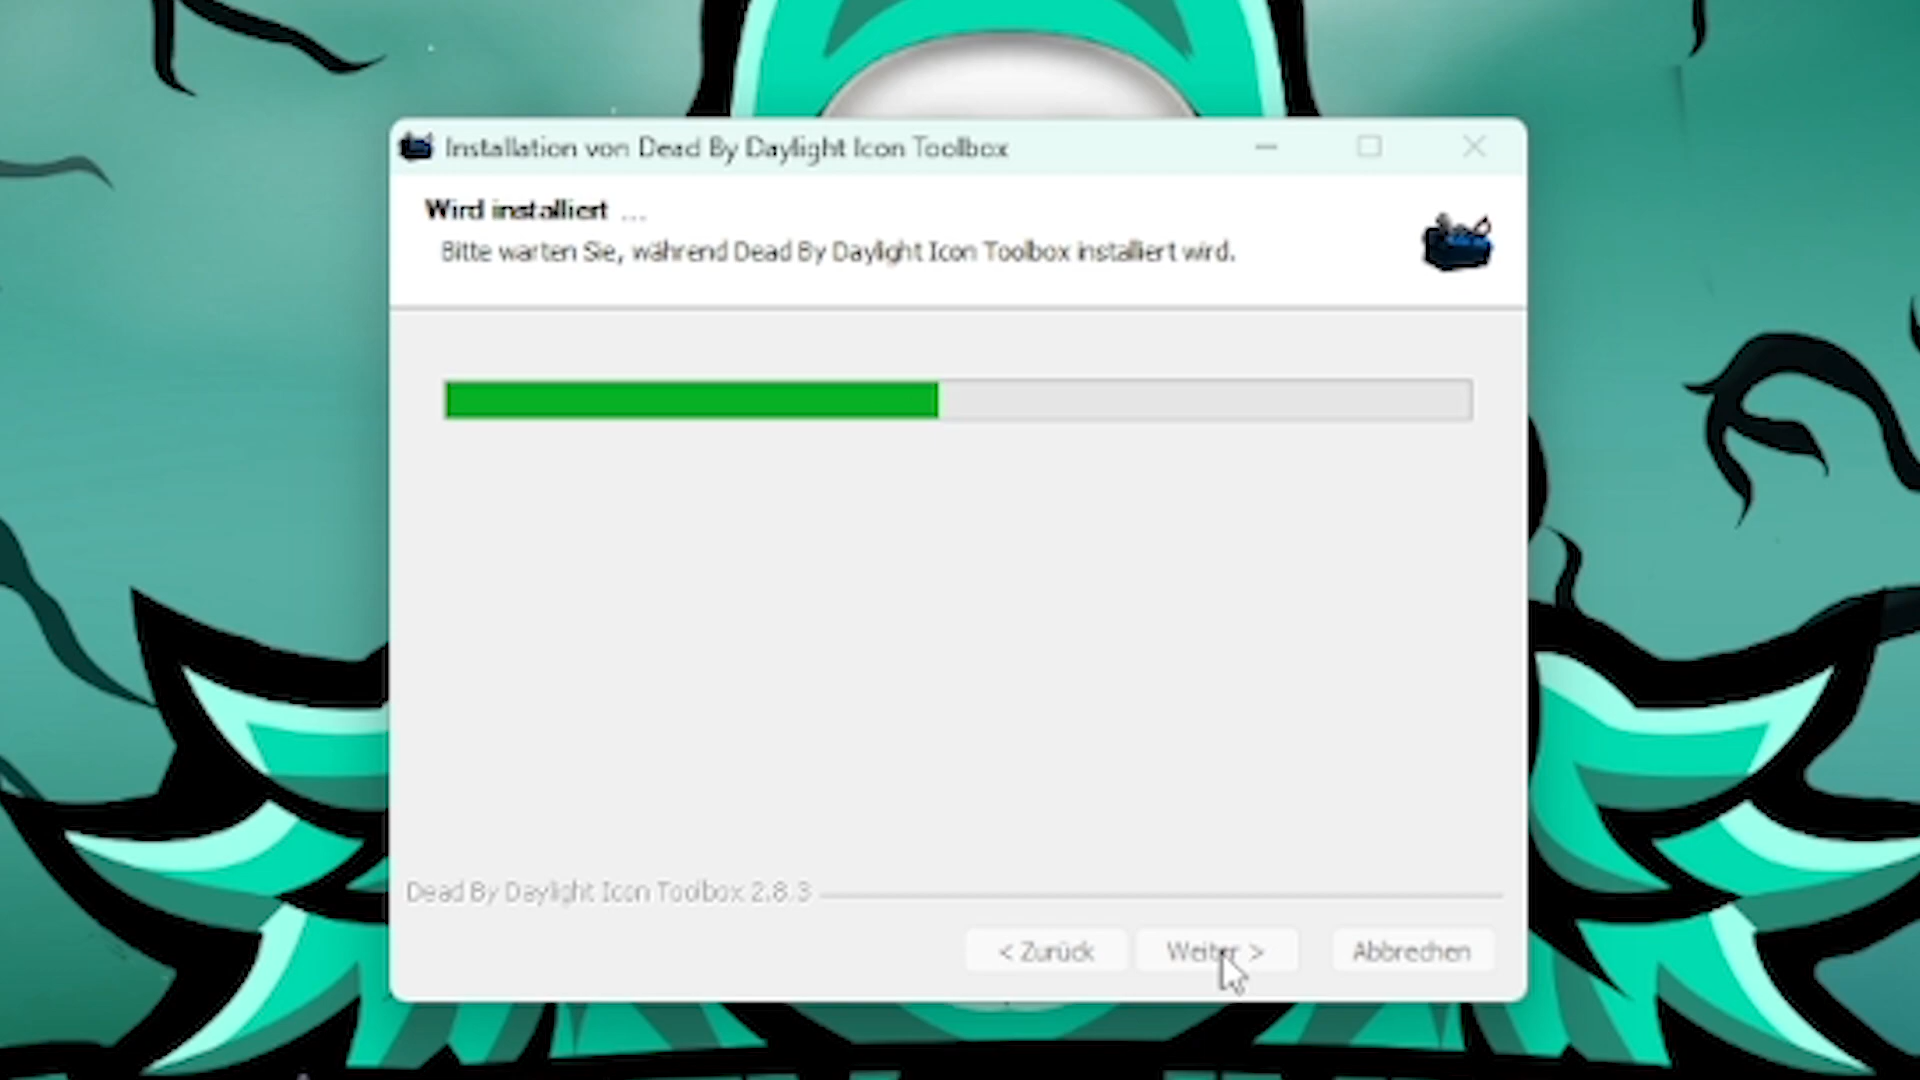 Installation von Dead By Daylight Icon Toolbox
Wird installiert ...
Bitte warten Sie, während Dead By Daylight Icon Toolbox installiert wird.
Dead By Daylight Icon Toolbox 2.8.3
< Zurück
Weiter >
Abbrechen